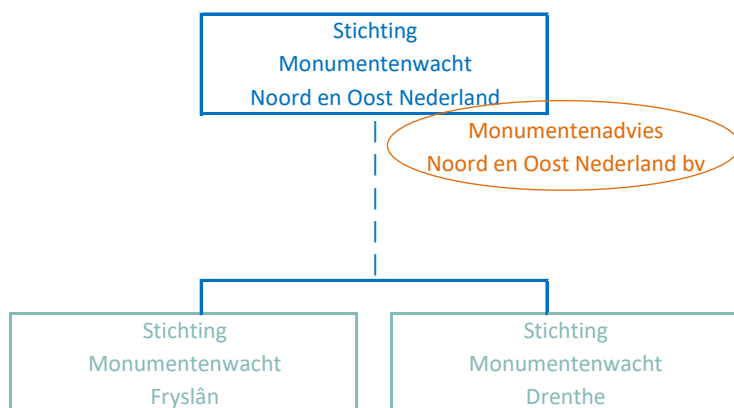 Stichting
Monumentenwacht
Noord en Oost Nederland
Monumentenadvies
Noord en Oost Nederland bv
Stichting
Monumentenwacht
Fryslân
Stichting
Monumentenwacht
Drenthe